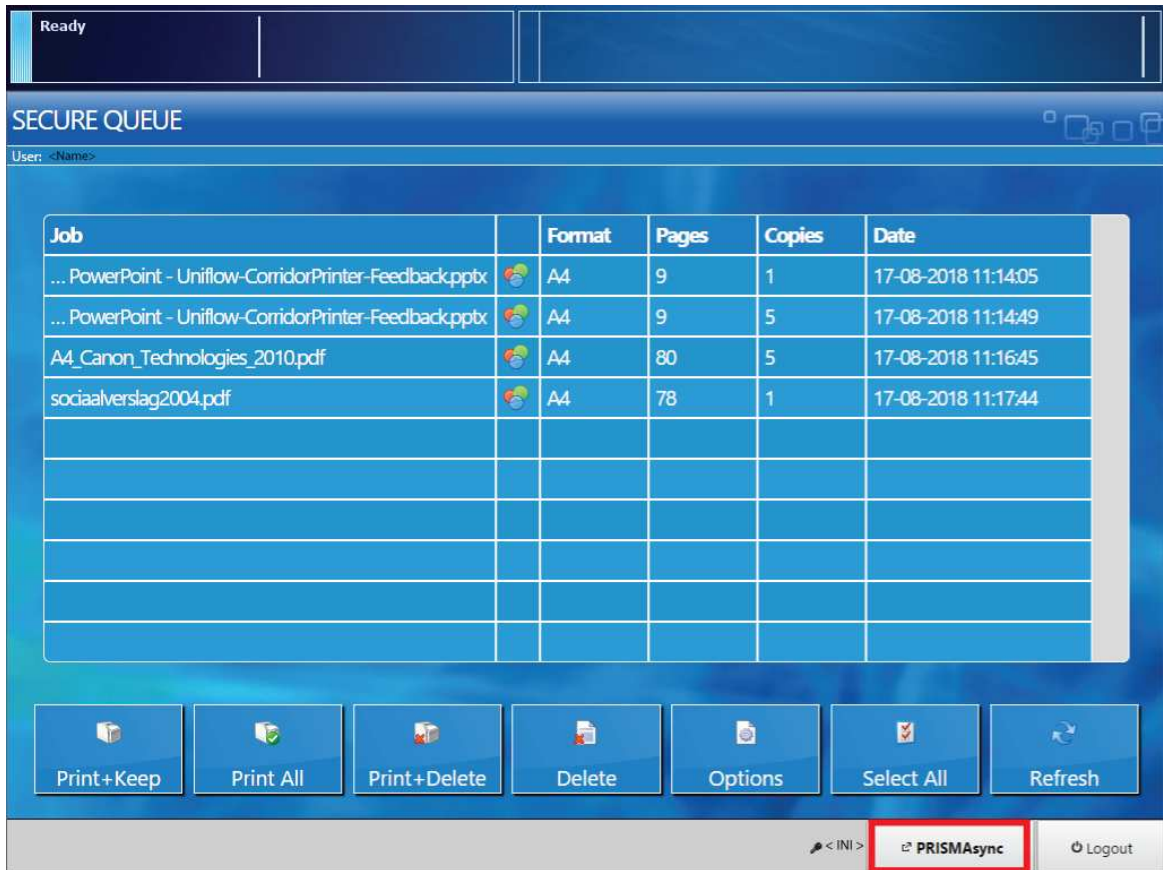 Ready
SECURE QUEUE
User: <Name>
Job Format Pages Copies Date
... PowerPoint - Uniflow-CorridorPrinter-Feedback.pptx A4 9 1 17-08-2018 11:14:05
... PowerPoint - Uniflow-CorridorPrinter-Feedback.pptx A4 9 5 17-08-2018 11:14:49
A4_Canon_Technologies_2010.pdf A4 80 5 17-08-2018 11:16:45
sociaalverslag2004.pdf A4 78 1 17-08-2018 11:17:44
Print+Keep Print All Print+Delete Delete Options Select All Refresh
< INI > PRISMAsync Logout